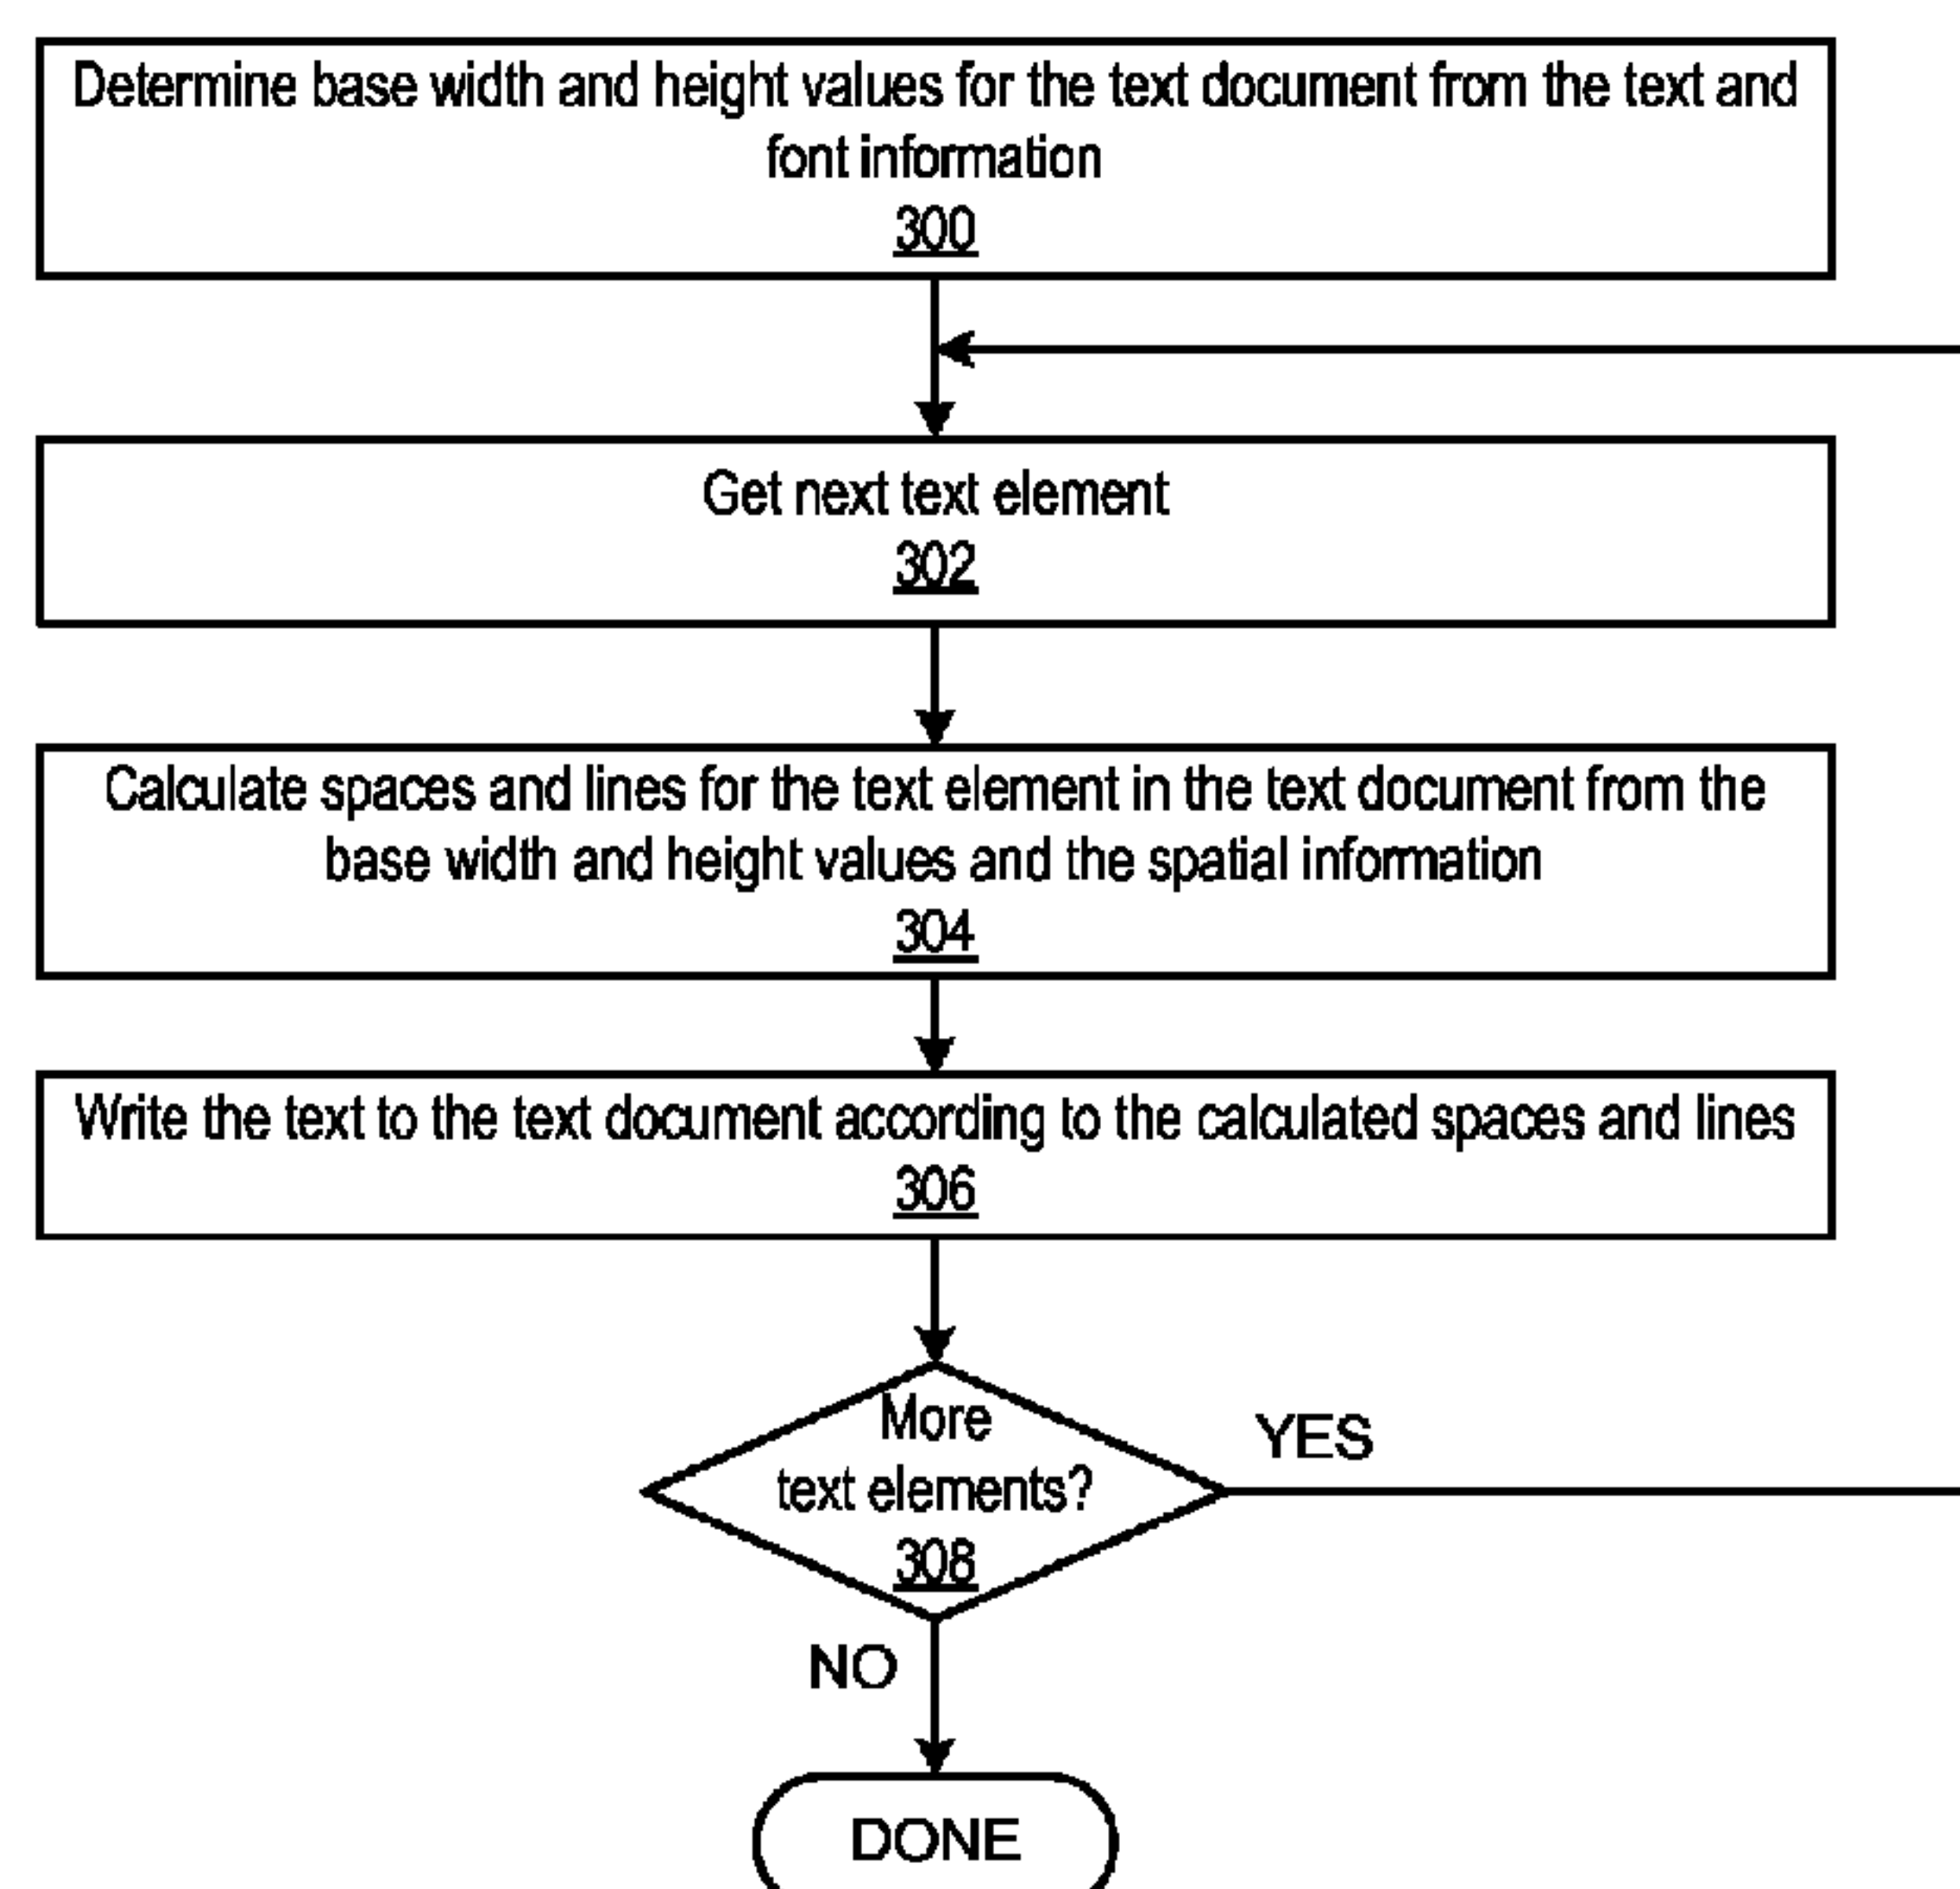 Determine base width and height values for the text document from the text and
font information
300
Get next text element
302
Calculate spaces and lines for the text element in the text document from the
base width and height values and the spatial information
304
Write the text to the text document according to the calculated spaces and lines
306
More
text elements?
308
YES
NO
DONE